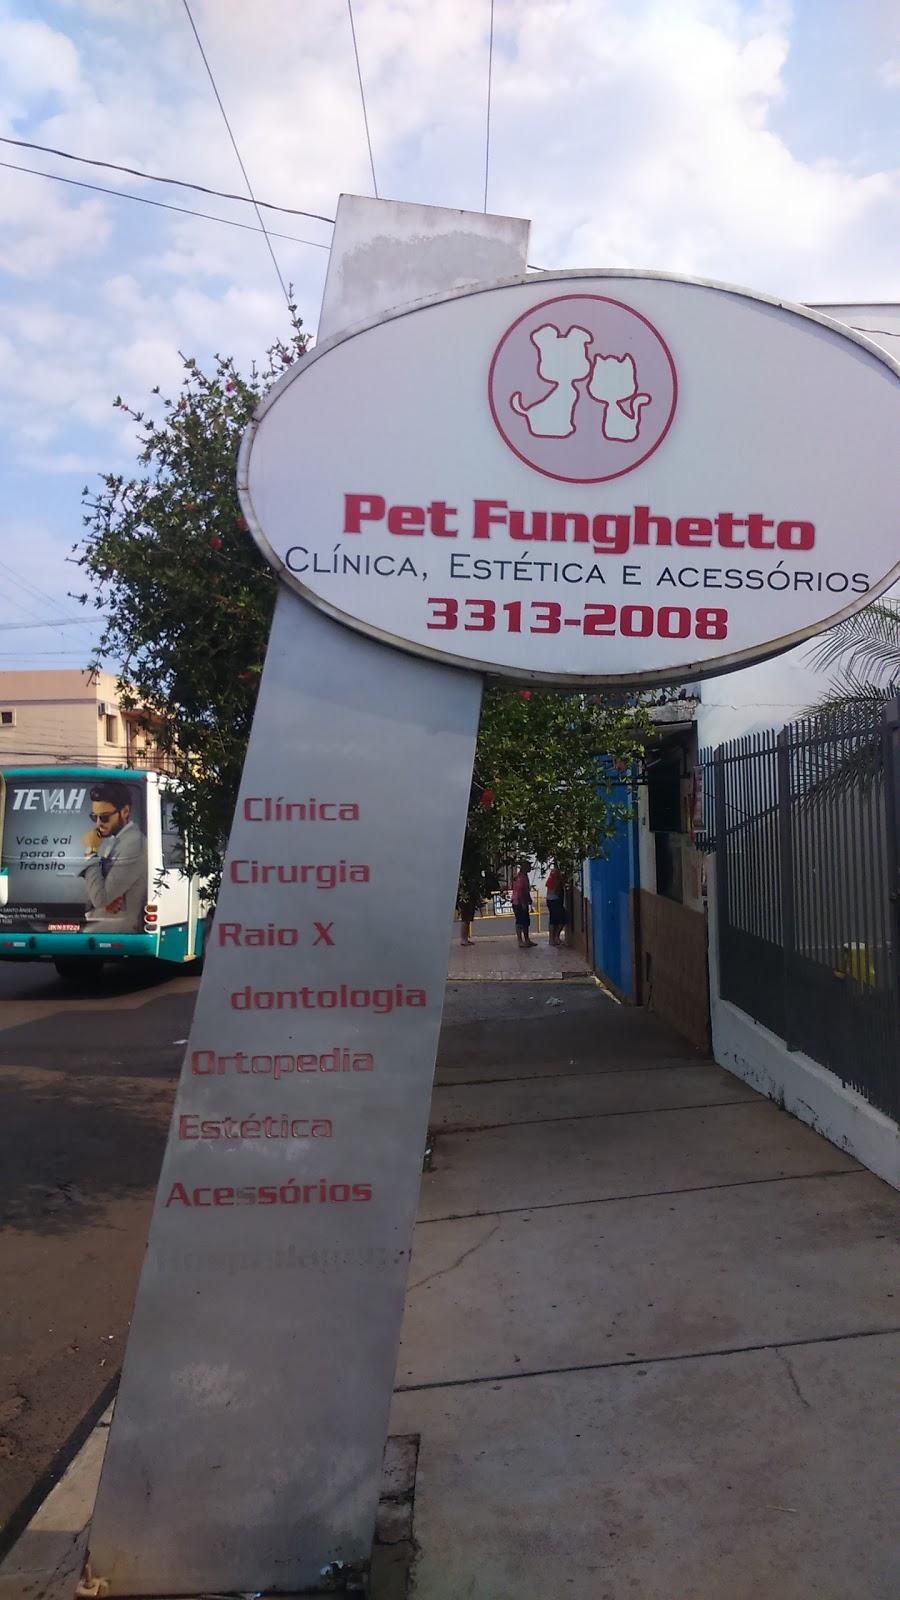 Pet Funghetto
CLÍNICA, ESTÉTICA E ACESSÓRIOS
3313-2008
Clínica
Cirurgia
Raio X
dontologia
Ortopedia
Estética
Acessórios
TEVAH
Você vai
parar o
Trânsito